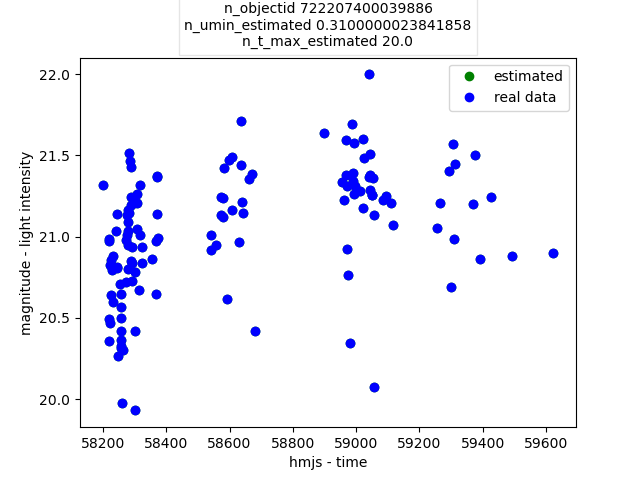 n_objectid 722207400039886
n_umin_estimated 0.3100000023841858
n_t_max_estimated 20.0
estimated
real data
magnitude - light intensity
22.0
21.5
21.0
20.5
20.0
58200 58400 58600 58800 59000 59200 59400 59600
hmjs - time